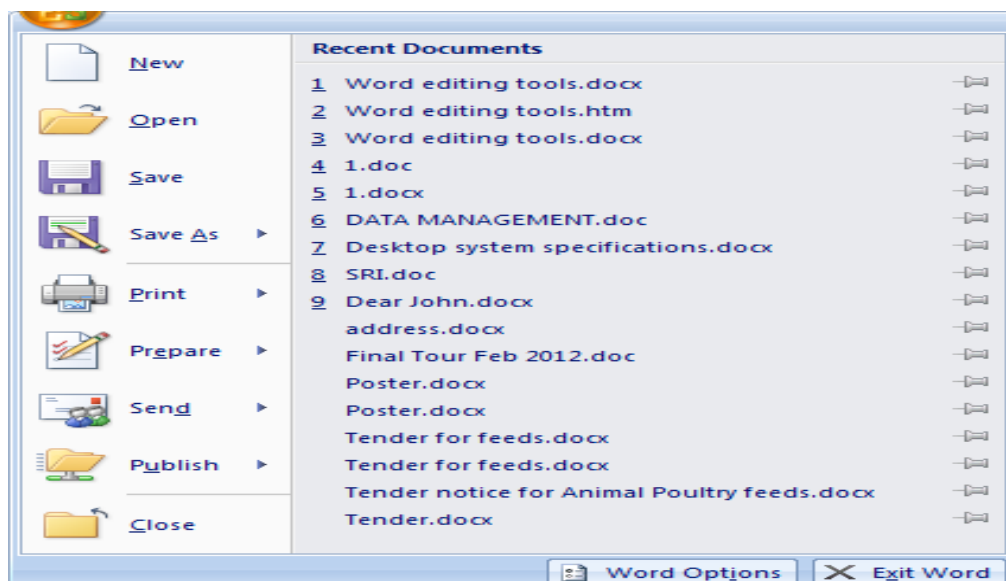 New
Open
Save
Save As
Print
Prepare
Send
Publish
Close
Recent Documents
1 Word editing tools.docx
2 Word editing tools.htm
3 Word editing tools.docx
4 1.doc
5 1.docx
6 DATA MANAGEMENT.doc
7 Desktop system specifications.docx
8 SRI.doc
9 Dear John.docx
address.docx
Final Tour Feb 2012.doc
Poster.docx
Poster.docx
Tender for feeds.docx
Tender for feeds.docx
Tender notice for Animal Poultry feeds.docx
Tender.docx
Word Options
Exit Word